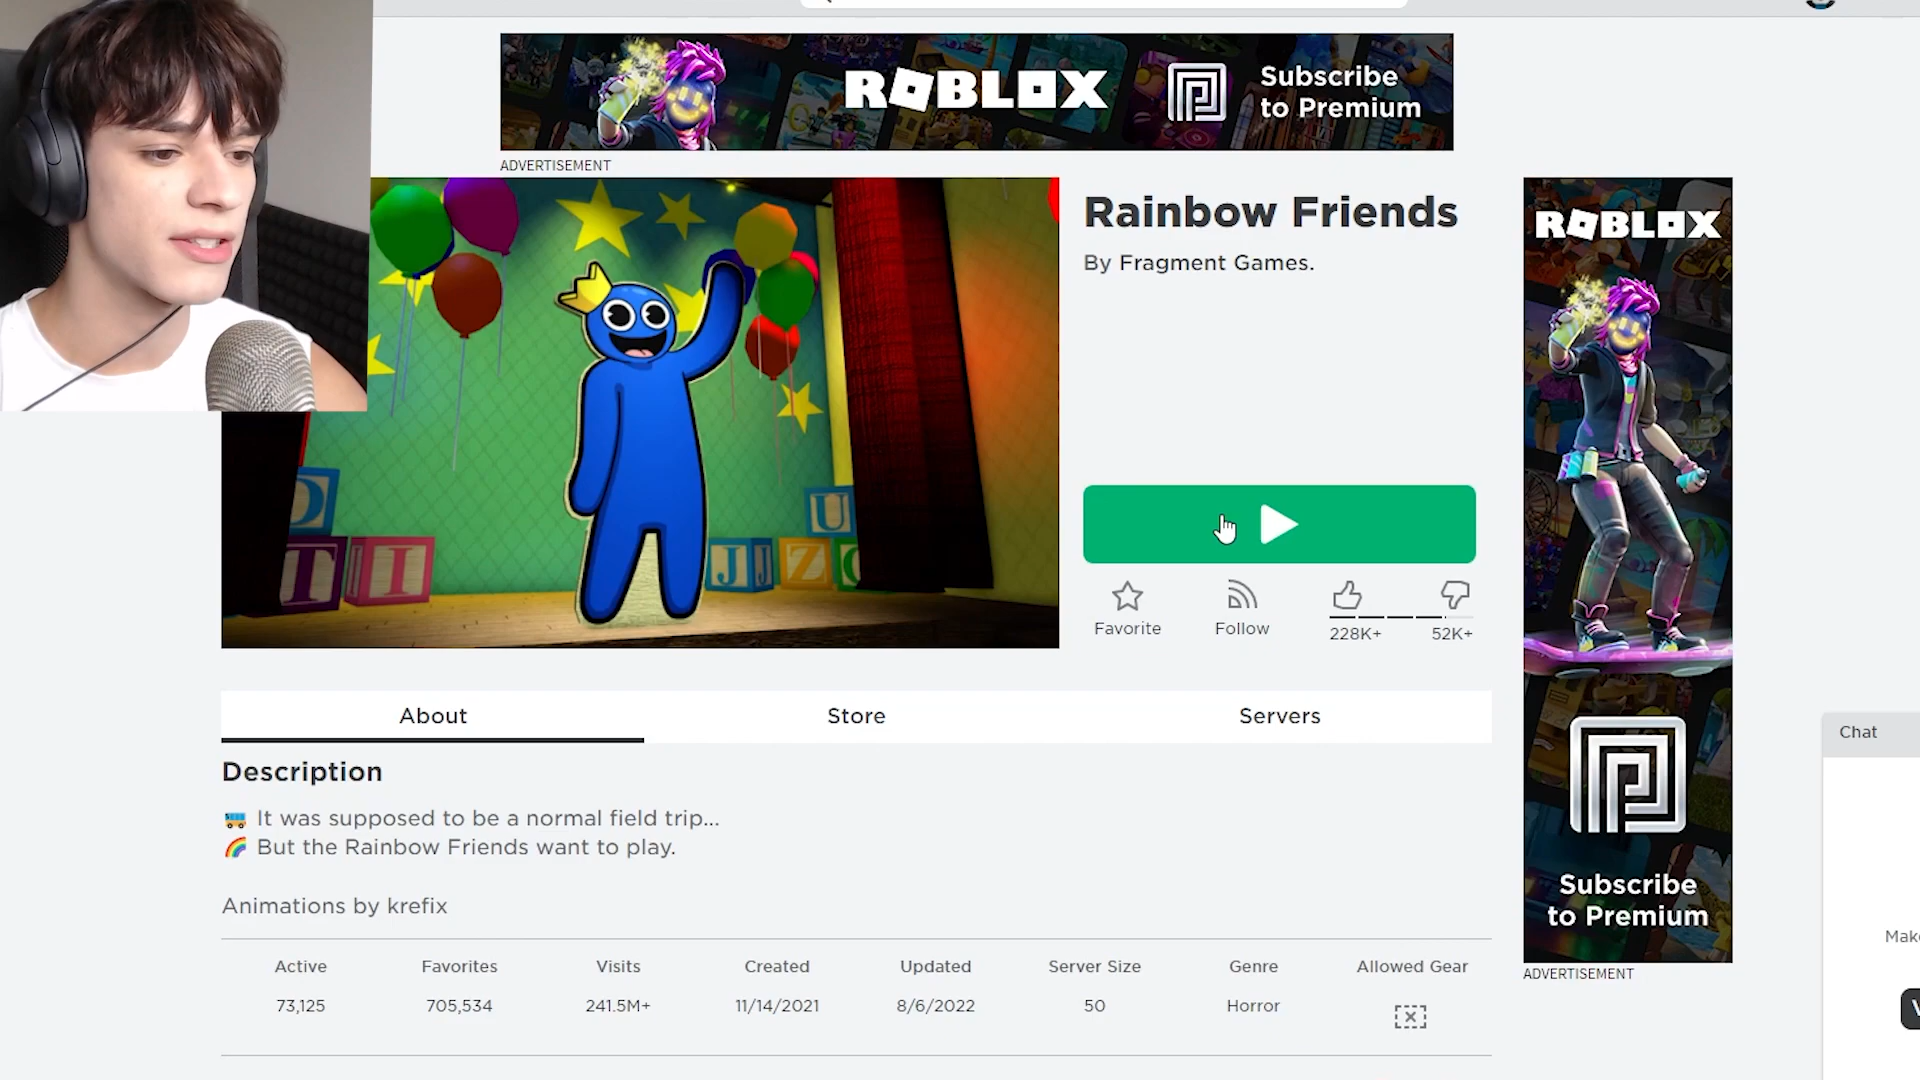 ROBLOX
Subscribe
to Premium
ADVERTISEMENT
Rainbow Friends
By Fragment Games.
ROBLOX
U
T I
JJ Z
Favorite
Follow
228K+
52K+
About
Store
Servers
Chat
Description
It was supposed to be a normal field trip...
But the Rainbow Friends want to play.
Subscribe
to Premium
Animations by krefix
ADVERTISEMENT
Active
Favorites
Visits
Created
Updated
Server Size
Genre
Allowed Gear
73,125
705,534
241.5M+
11/14/2021
8/6/2022
50
Horror